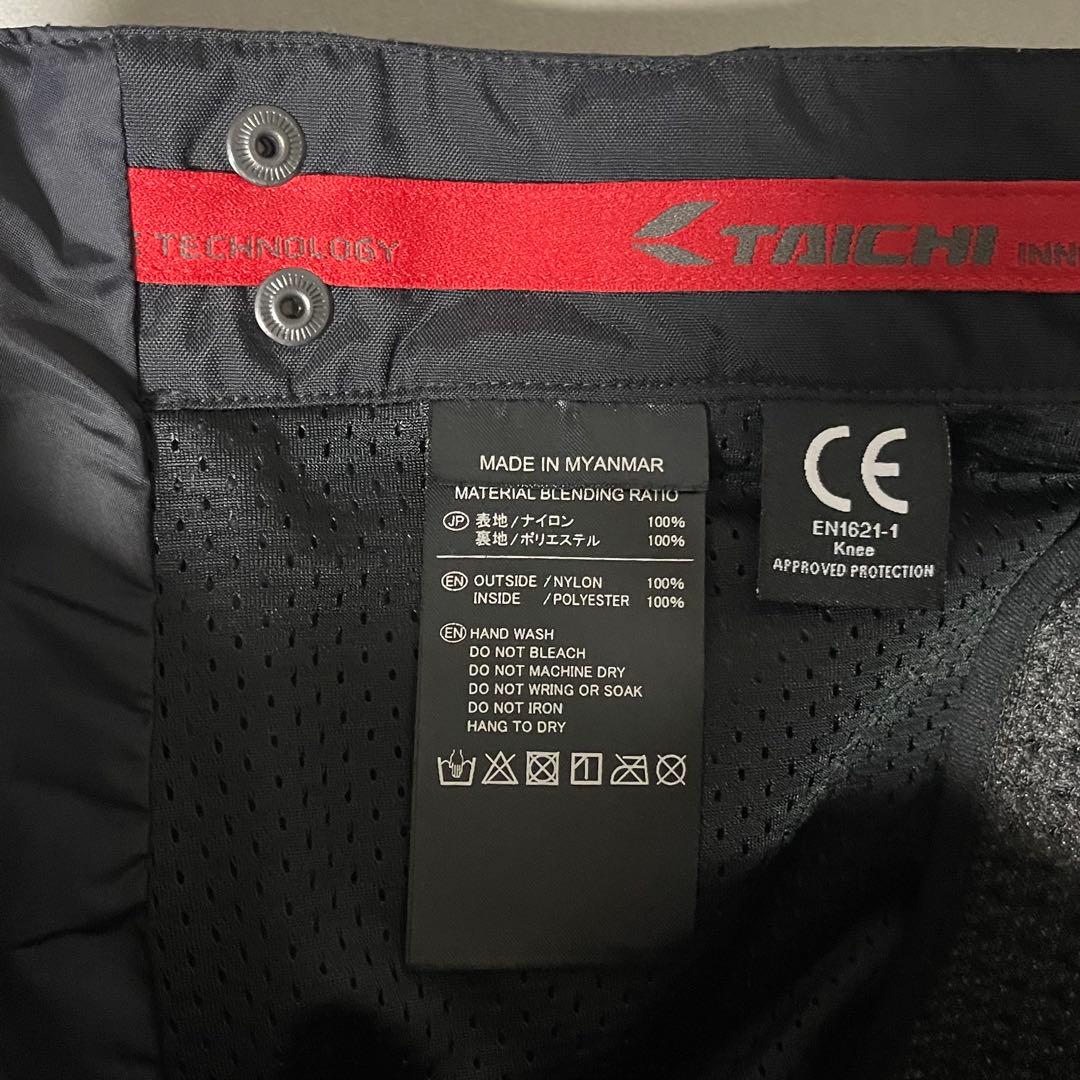 TECHNOLOGY
TAICHI INN
MADE IN MYANMAR
MATERIAL BLENDING RATIO
JP 表地/ナイロン 100%
裏地/ポリエステル 100%
EN OUTSIDE /NYLON 100%
INSIDE /POLYESTER 100%
EN HAND WASH
DO NOT BLEACH
DO NOT MACHINE DRY
DO NOT WRING OR SOAK
DO NOT IRON
HANG TO DRY
CE
EN1621-1
Knee
APPROVED PROTECTION